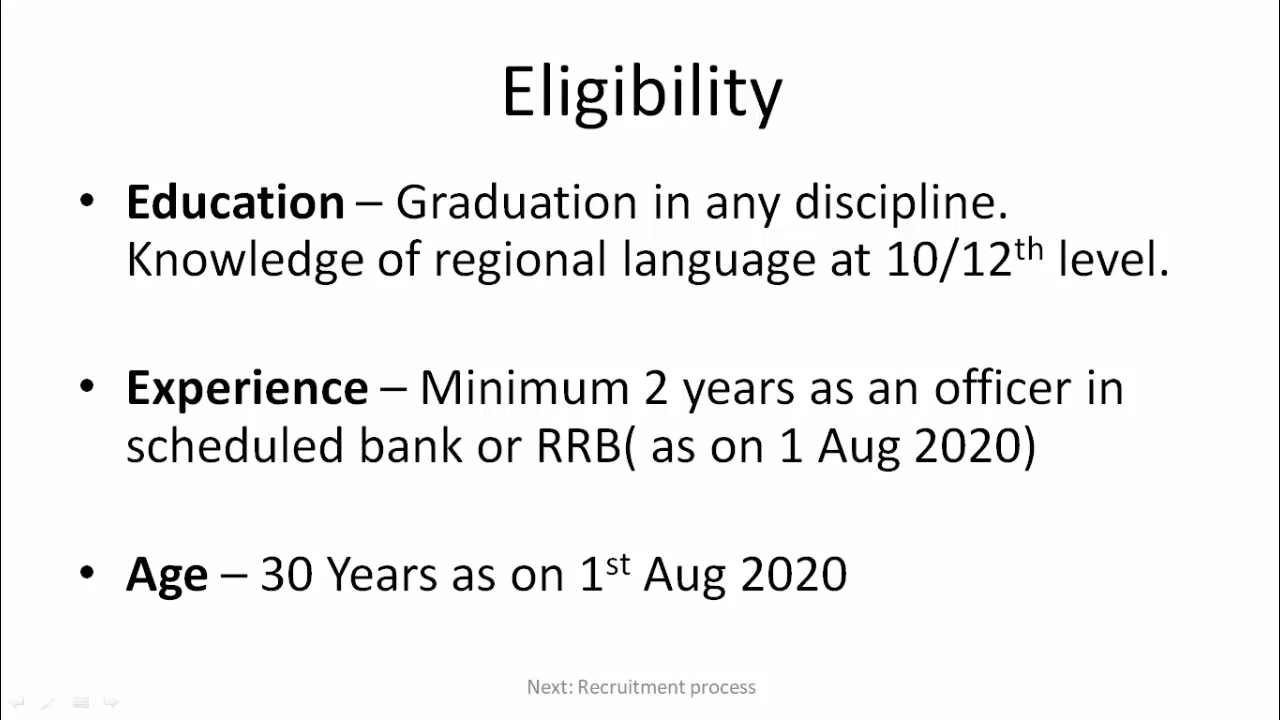 Eligibility
• Education – Graduation in any discipline.
Knowledge of regional language at 10/12th level.
• Experience – Minimum 2 years as an officer in
scheduled bank or RRB( as on 1 Aug 2020)
• Age – 30 Years as on 1st Aug 2020
Next: Recruitment process